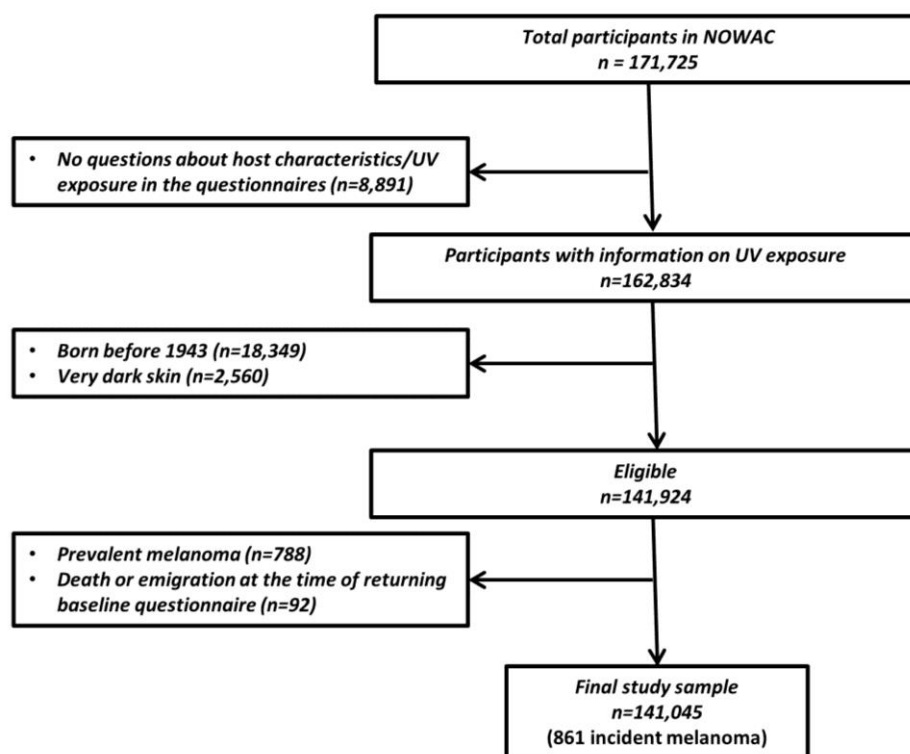 Total participants in NOWAC
n = 171,725
• No questions about host characteristics/UV
exposure in the questionnaires (n=8,891)
Participants with information on UV exposure
n=162,834
• Born before 1943 (n=18,349)
• Very dark skin (n=2,560)
Eligible
n=141,924
• Prevalent melanoma (n=788)
• Death or emigration at the time of returning
baseline questionnaire (n=92)
Final study sample
n=141,045
(861 incident melanoma)